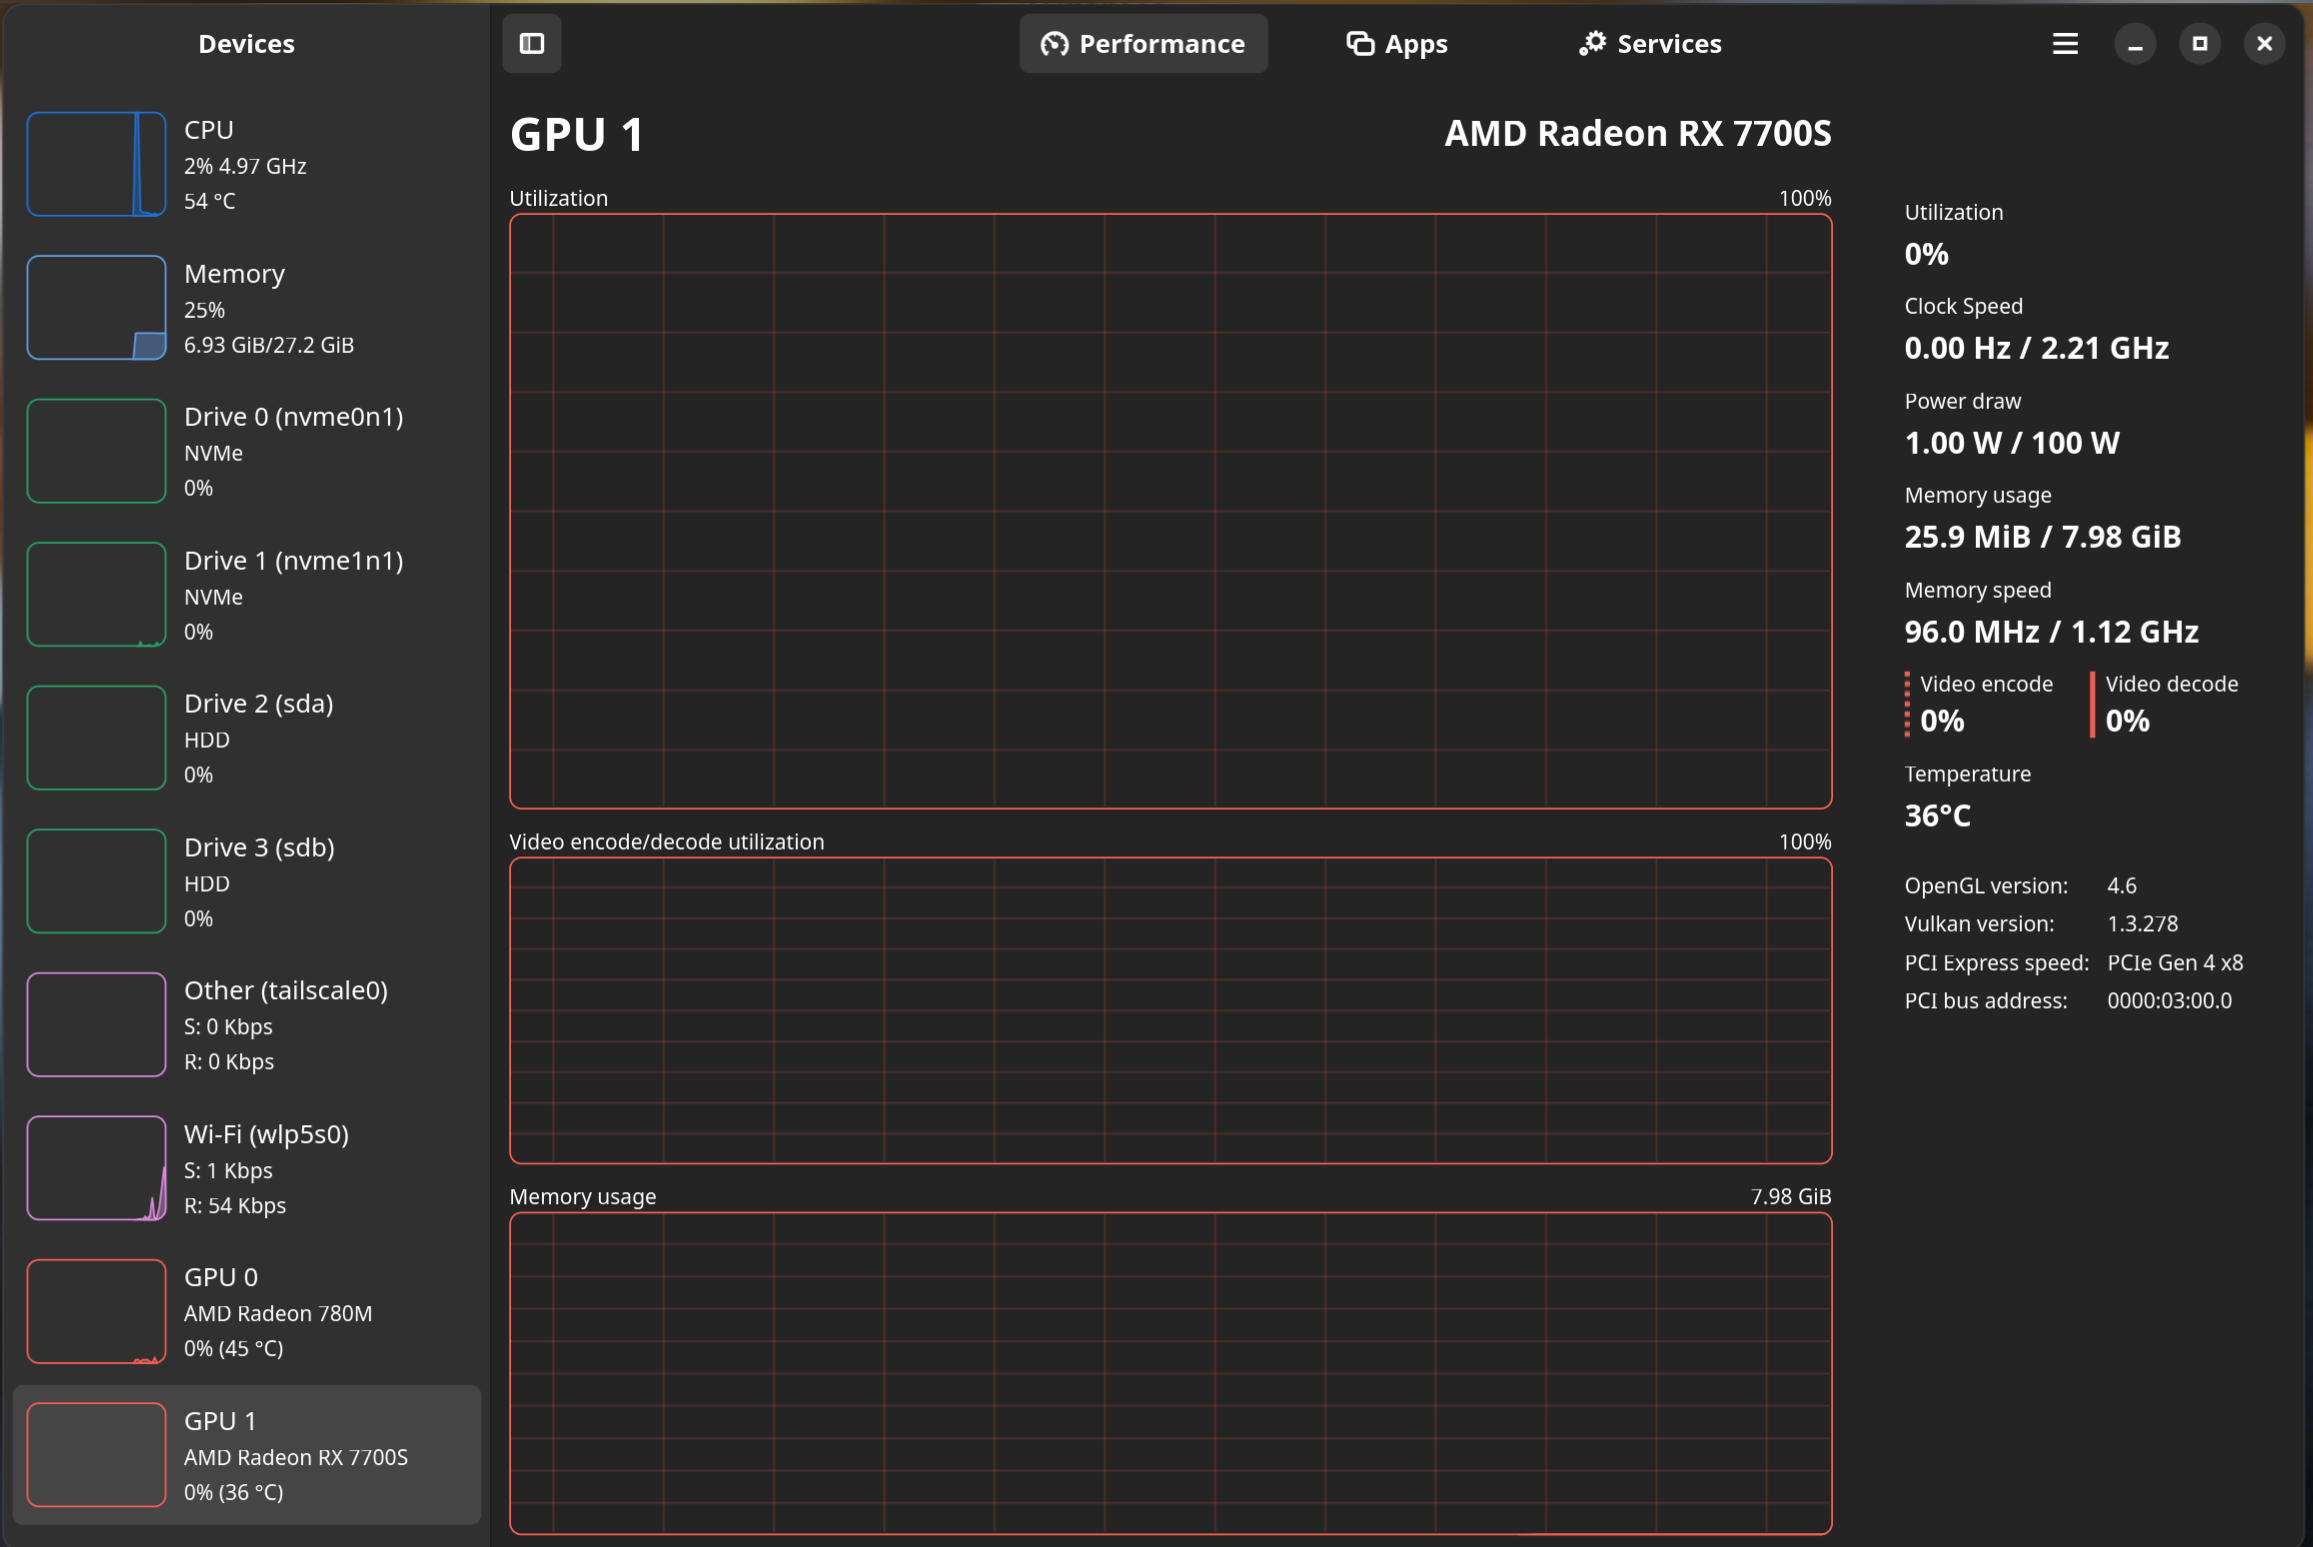 Devices
Performance
Apps
Services
CPU
2% 4.97 GHz
54 °C
Memory
25%
6.93 GiB/27.2 GiB
Drive 0 (nvme0n1)
NVMe
0%
Drive 1 (nvme1n1)
NVMe
0%
Drive 2 (sda)
HDD
0%
Drive 3 (sdb)
HDD
0%
Other (tailscale0)
S: 0 Kbps
R: 0 Kbps
Wi-Fi (wlp5s0)
S: 1 Kbps
R: 54 Kbps
GPU 0
AMD Radeon 780M
0% (45 °C)
GPU 1
AMD Radeon RX 7700S
0% (36 °C)
GPU 1
AMD Radeon RX 7700S
Utilization
100%
Video encode/decode utilization
100%
Memory usage
7.98 GiB
Utilization
0%
Clock Speed
0.00 Hz / 2.21 GHz
Power draw
1.00 W / 100 W
Memory usage
25.9 MiB / 7.98 GiB
Memory speed
96.0 MHz / 1.12 GHz
Video encode
0%
Video decode
0%
Temperature
36°C
OpenGL version: 4.6
Vulkan version: 1.3.278
PCI Express speed: PCIe Gen 4 x8
PCI bus address: 0000:03:00.0